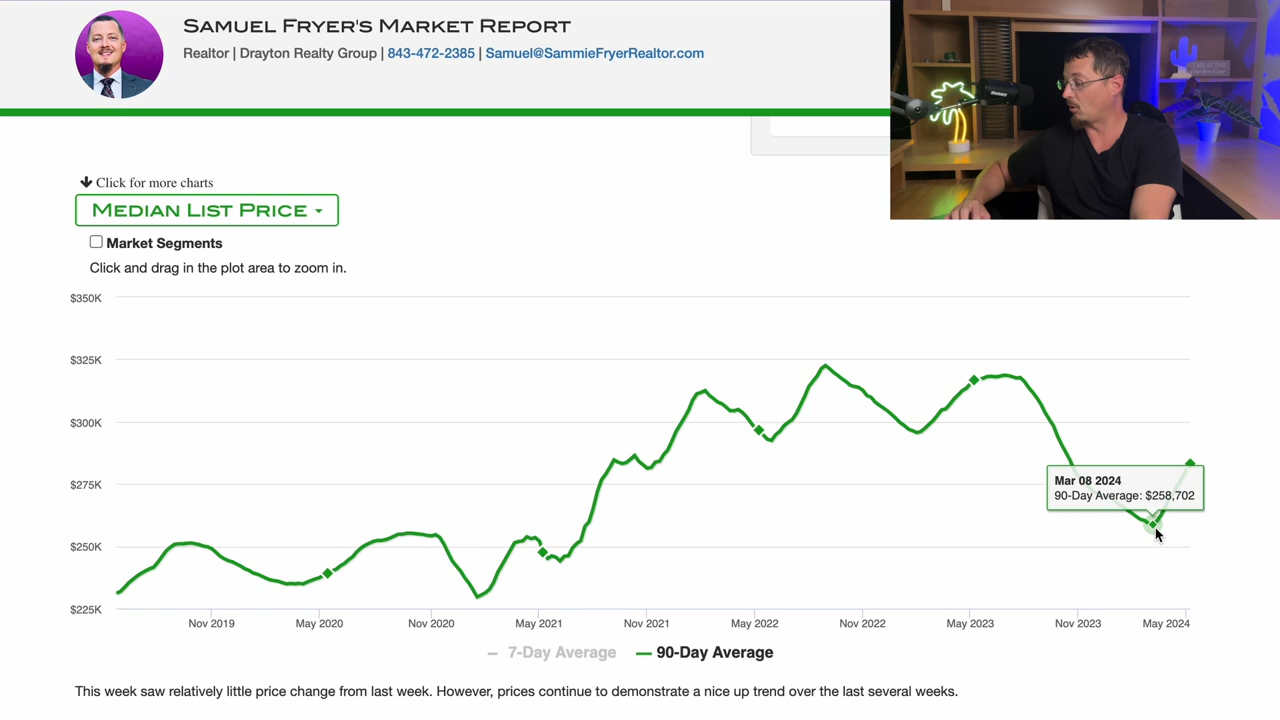 SAMUEL FRYER'S MARKET REPORT
Realtor | Drayton Realty Group | 843-472-2385 | Samuel@SammieFryerRealtor.com
Click for more charts
MEDIAN LIST PRICE
Market Segments
Click and drag in the plot area to zoom in.
$350K
$325K
$300K
$275K
$250K
$225K
Mar 08 2024
90-Day Average: $258,702
Nov 2019 May 2020 Nov 2020 May 2021 Nov 2021 May 2022 Nov 2022 May 2023 Nov 2023 May 2024
7-Day Average 90-Day Average
This week saw relatively little price change from last week. However, prices continue to demonstrate a nice up trend over the last several weeks.